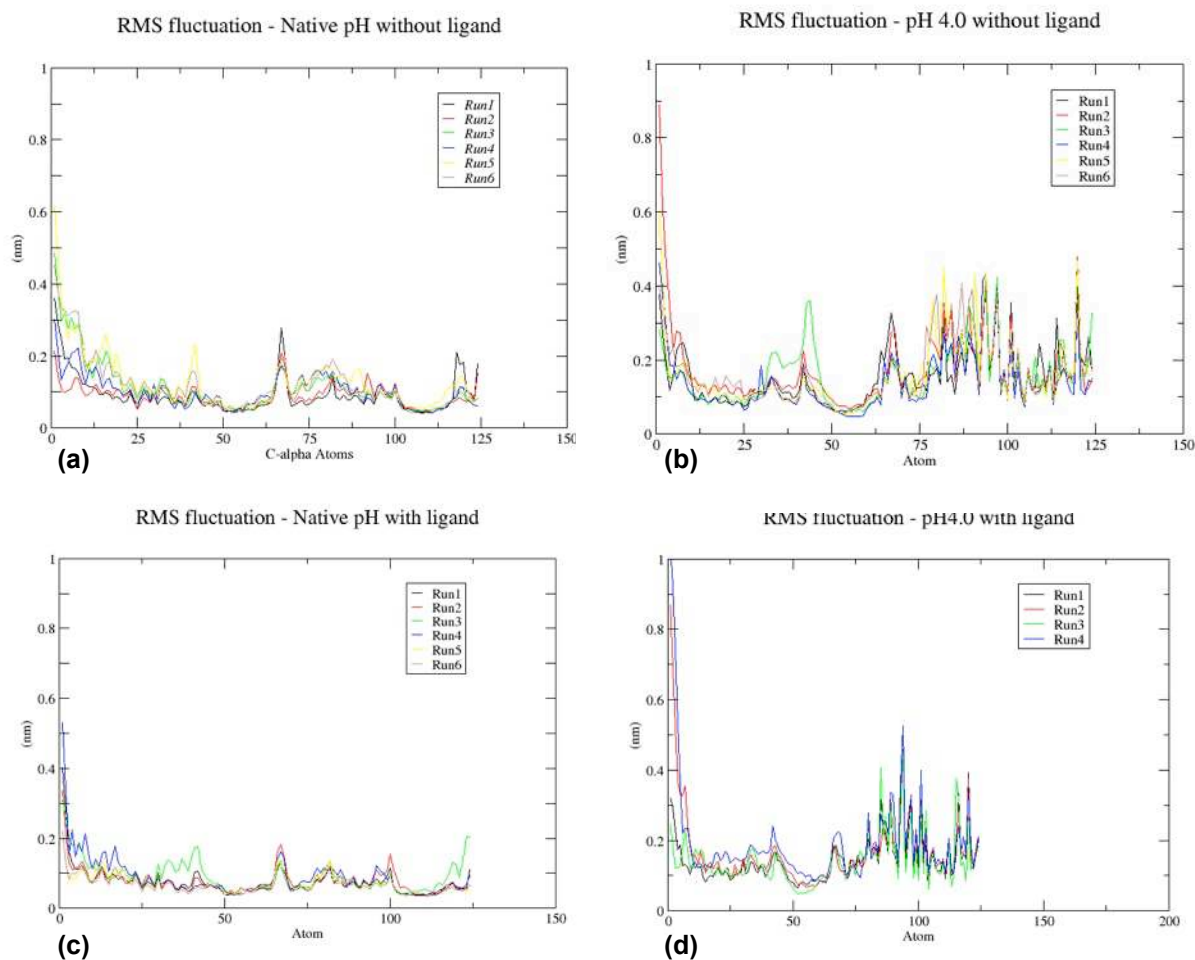 RMS fluctuation - Native pH without ligand
1
0.8
0.6
0.4
0.2
0
(nm)
Run1
Run2
Run3
Run4
Run5
Run6
0 25 50 75 100 125 150
C-alpha Atoms
(a)
RMS fluctuation - pH 4.0 without ligand
1
0.8
0.6
0.4
0.2
0
(nm)
Run1
Run2
Run3
Run4
Run5
Run6
0 25 50 75 100 125 150
Atom
(b)
RMS fluctuation - Native pH with ligand
1
0.8
0.6
0.4
0.2
0
(nm)
Run1
Run2
Run3
Run4
Run5
Run6
0 50 100 150
Atom
(c)
RMS fluctuation - pH4.0 with ligand
1
0.8
0.6
0.4
0.2
0
(nm)
Run1
Run2
Run3
Run4
0 50 100 150 200
Atom
(d)